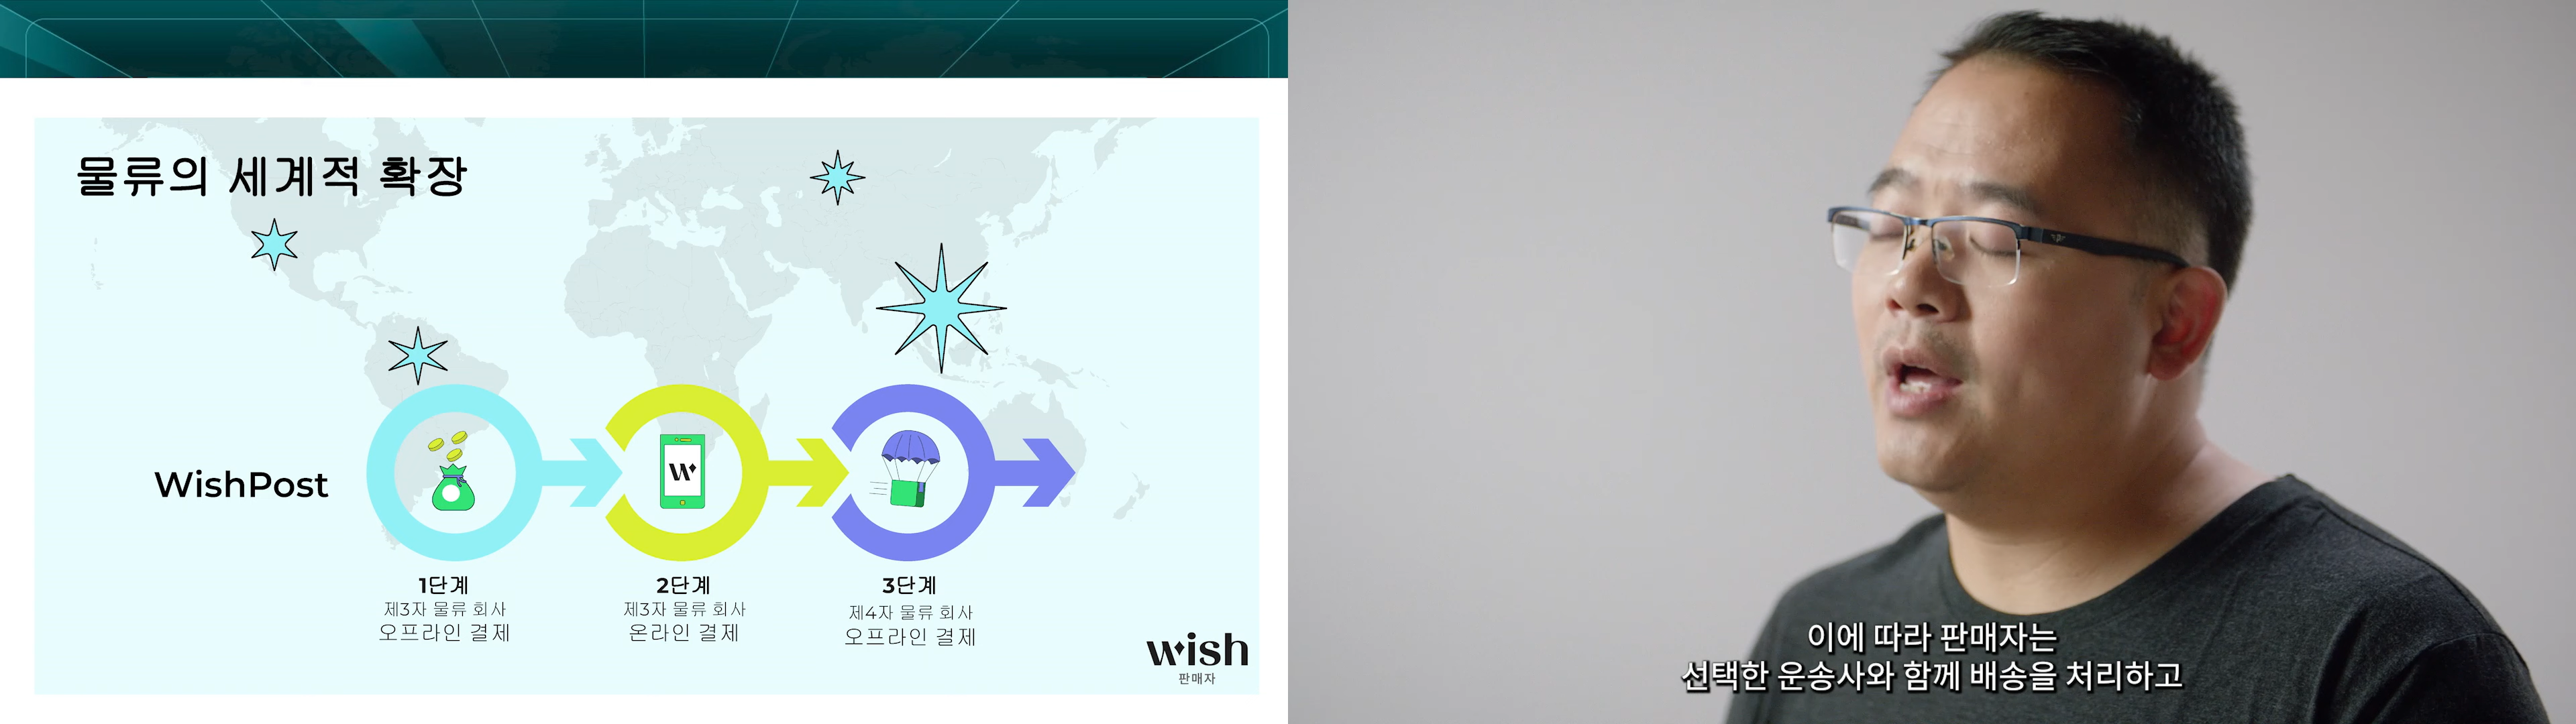 물류의 세계적 확장
WishPost
W
1단계
제3자 물류 회사
오프라인 결제
2단계
제3자 물류 회사
온라인 결제
3단계
제4자 물류 회사
오프라인 결제
wish
판매자
이에 따라 판매자는
선택한 운송사와 함께 배송을 처리하고